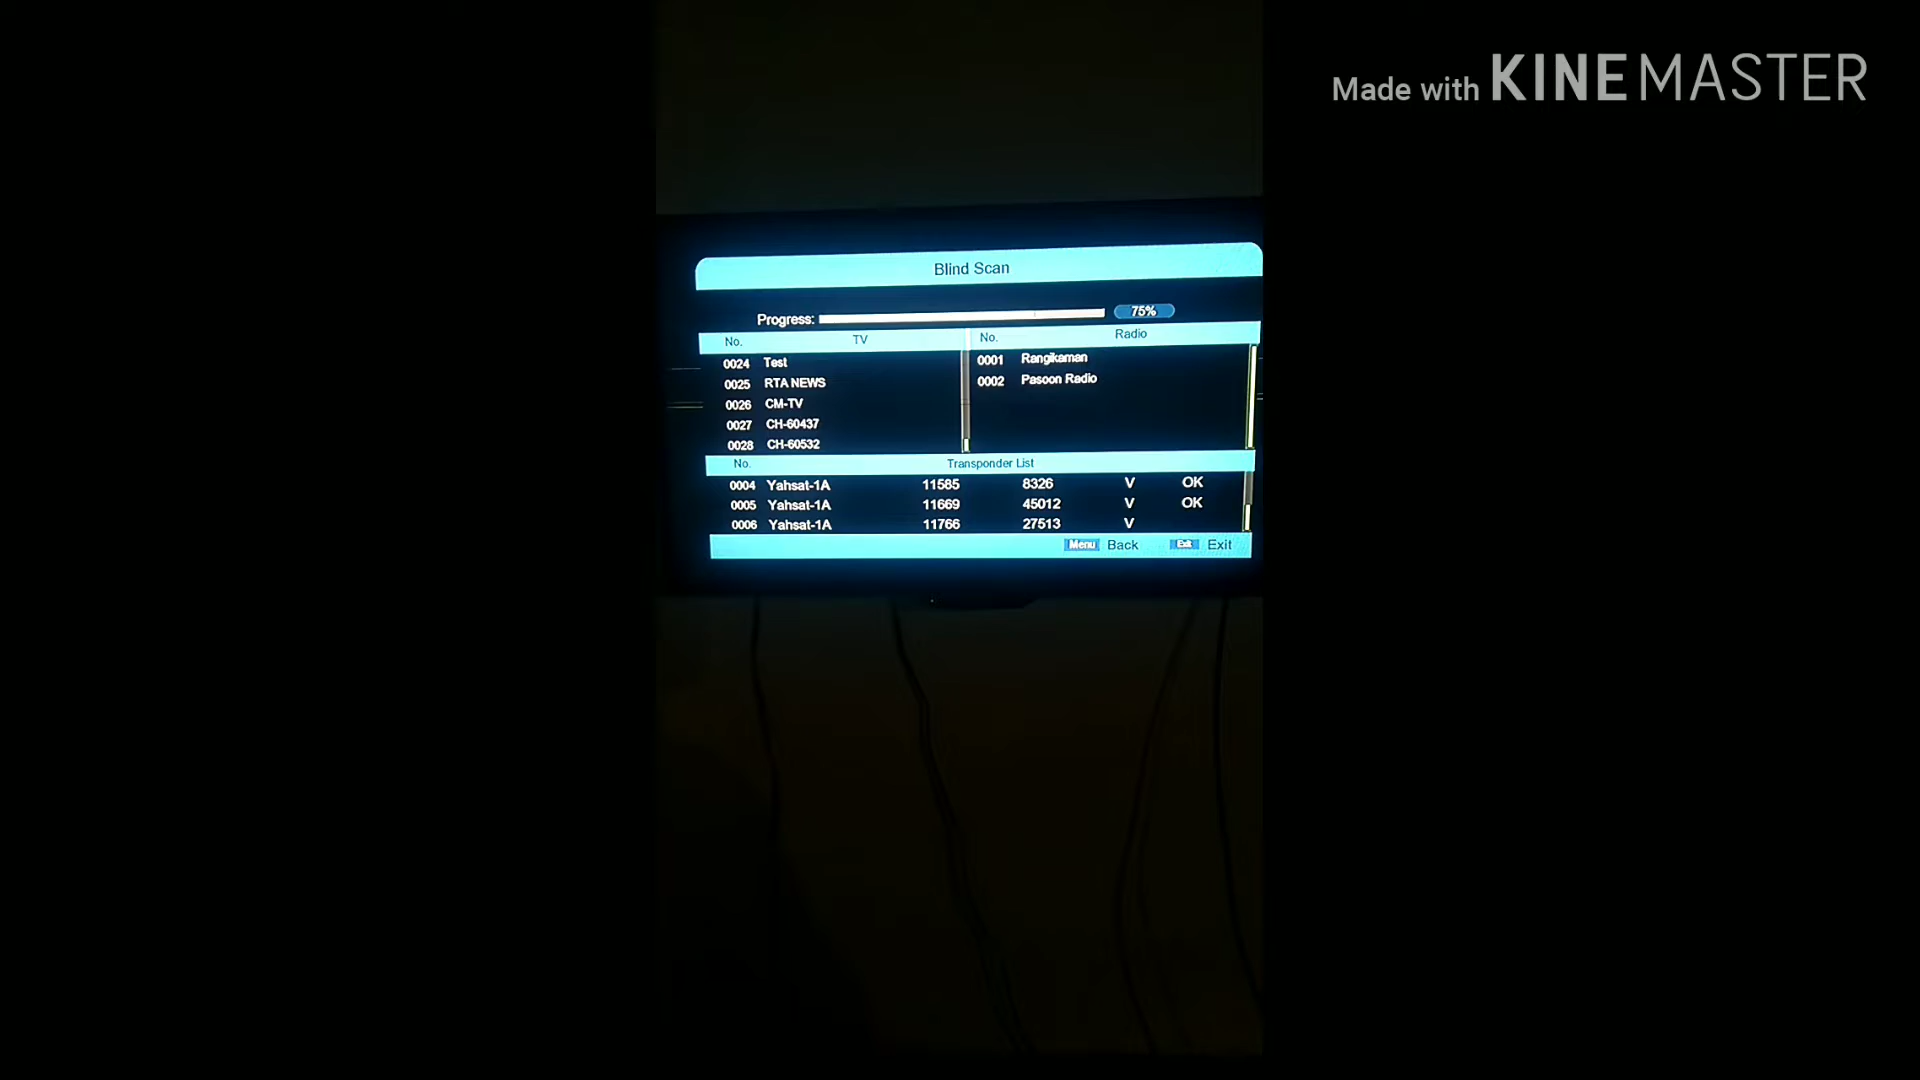 Made with KINEMASTER
Blind Scan
Progress: 75%
No. TV No. Radio
0024 Test 0001 Rangikaman
0025 RTA NEWS 0002 Pasoon Radio
0026 CM-TV
0027 CH-60437
0028 CH-60532
No. Transponder List
0004 Yahsat-1A 11585 8326 V OK
0005 Yahsat-1A 11669 45012 V OK
0006 Yahsat-1A 11766 27513 V
Menu Back Exit Exit